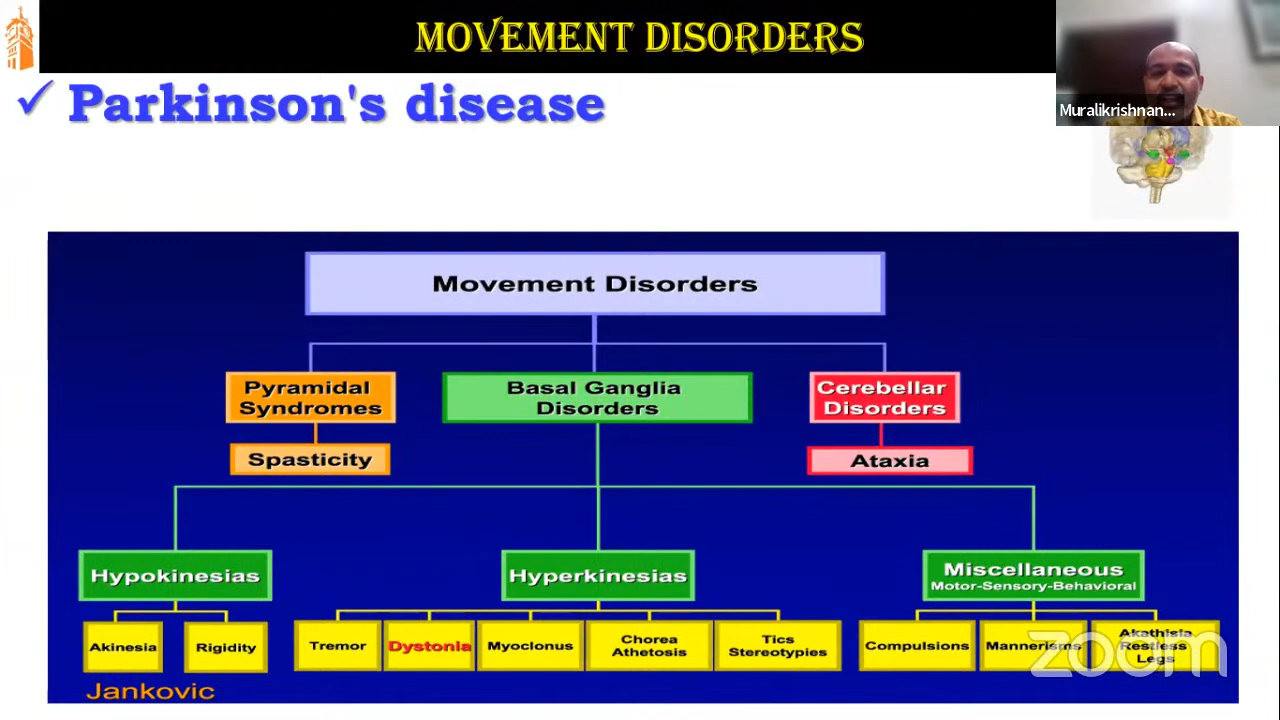 MOVEMENT DISORDERS
Muralikrishnan...
✓ Parkinson's disease
Movement Disorders
Pyramidal
Syndromes
Basal Ganglia
Disorders
Cerebellar
Disorders
Spasticity
Ataxia
Hypokinesias
Hyperkinesias
Miscellaneous
Motor-Sensory-Behavioral
Akinesia
Rigidity
Tremor
Dystonia
Myoclonus
Chorea
Athetosis
Tics
Stereotypies
Compulsions
Mannerisms
Akathisia
Restless
Legs
zoom
Jankovic